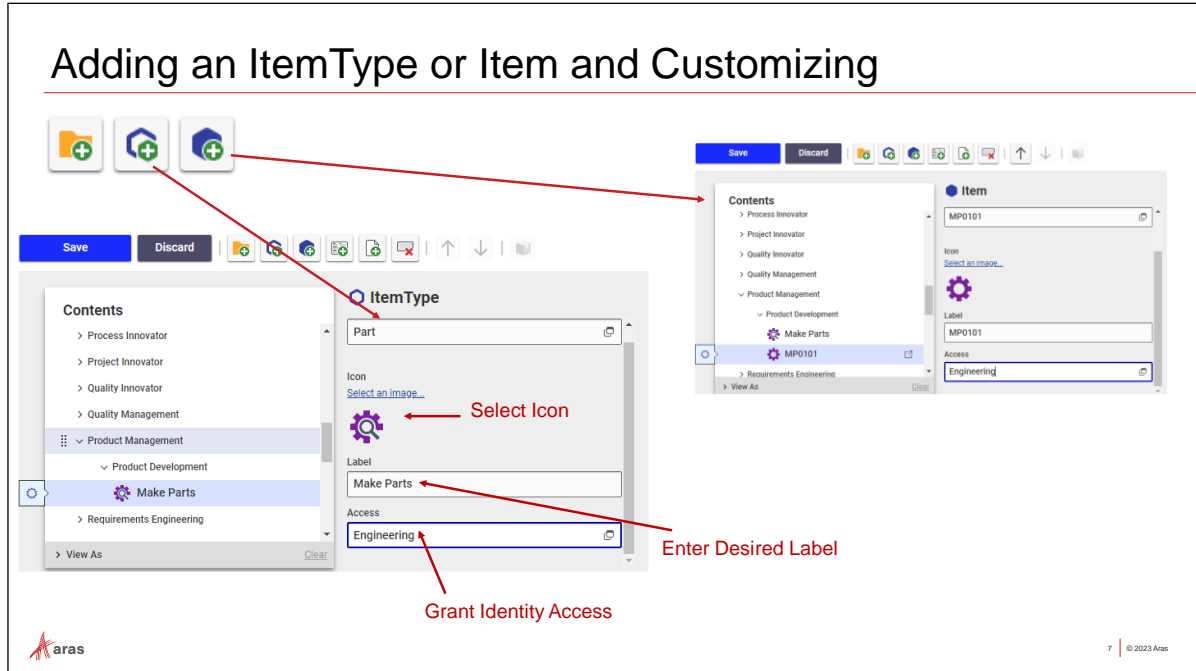 Adding an ItemType or Item and Customizing
Save
Discard
Contents
Process Innovator
Project Innovator
Quality Innovator
Quality Management
Product Management
Product Development
Make Parts
Requirements Engineering
View As
Clear
ItemType
Part
Icon
Select an image...
Label
Make Parts
Access
Engineering
Select Icon
Enter Desired Label
Grant Identity Access
Save
Discard
Contents
Process Innovator
Project Innovator
Quality Innovator
Quality Management
Product Management
Product Development
Make Parts
MP0101
Requirements Engineering
View As
Clear
Item
MP0101
Icon
Select an image...
Label
MP0101
Access
Engineering
aras
7 © 2023 Aras